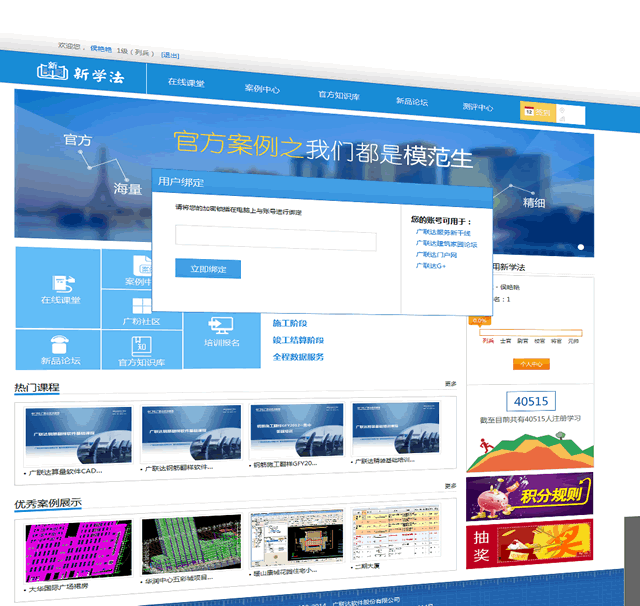 欢迎您， 侯艳艳 1级（列兵） [退出]
新学法
在线课堂
案例中心
官方知识库
新品论坛
测评中心
12
官方
海量
官方案例之我们都是模范生
精细
用户绑定
请将您的加密锁插在电脑上与账号进行绑定
立即绑定
您的账号可用于：
广联达服务新干线
广联达建筑家园论坛
广联达门户网
广联达G+
在线课堂
案例中
广粉社区
新品论坛
官方知识库
培训报名
施工阶段
竣工结算阶段
全程数据服务
用新学法
侯艳艳
名：1
列兵 士官 尉官 校官 将官 元帅
个人中心
热门课程
更多
广联达算量软件CAD...
广联达钢筋翻样软件...
钢筋施工翻样GFY20...
广联达精装基础培训...
40515
截至目前共有40515人注册学习
优秀案例展示
更多
大华国际广场裙房
华润中心五彩城项目...
二期大厦
积分规则
抽奖
奖
广联达软件股份有限公司